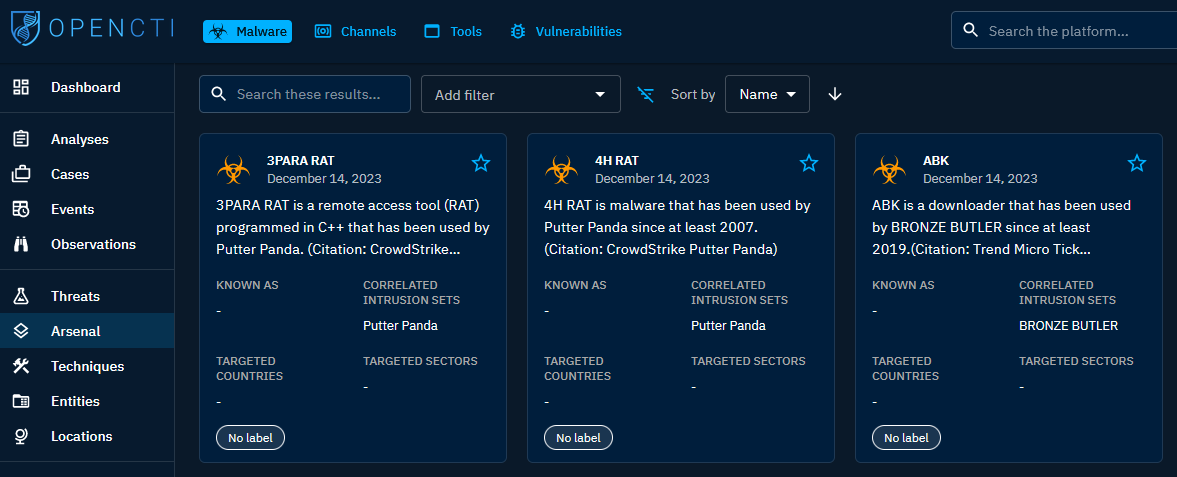 OPENCTI
Malware
Channels
Tools
Vulnerabilities
Search the platform...
Dashboard
Analyses
Cases
Events
Observations
Threats
Arsenal
Techniques
Entities
Locations
Search these results...
Add filter
Sort by
Name
3PARA RAT
December 14, 2023
3PARA RAT is a remote access tool (RAT)
programmed in C++ that has been used by
Putter Panda. (Citation: CrowdStrike...
KNOWN AS
-
CORRELATED
INTRUSION SETS
Putter Panda
TARGETED
COUNTRIES
-
TARGETED SECTORS
-
No label
4H RAT
December 14, 2023
4H RAT is malware that has been used by
Putter Panda since at least 2007.
(Citation: CrowdStrike Putter Panda)
KNOWN AS
-
CORRELATED
INTRUSION SETS
Putter Panda
TARGETED
COUNTRIES
-
TARGETED SECTORS
-
No label
ABK
December 14, 2023
ABK is a downloader that has been used
by BRONZE BUTLER since at least
2019.(Citation: Trend Micro Tick...
KNOWN AS
-
CORRELATED
INTRUSION SETS
BRONZE BUTLER
TARGETED
COUNTRIES
-
TARGETED SECTORS
-
No label